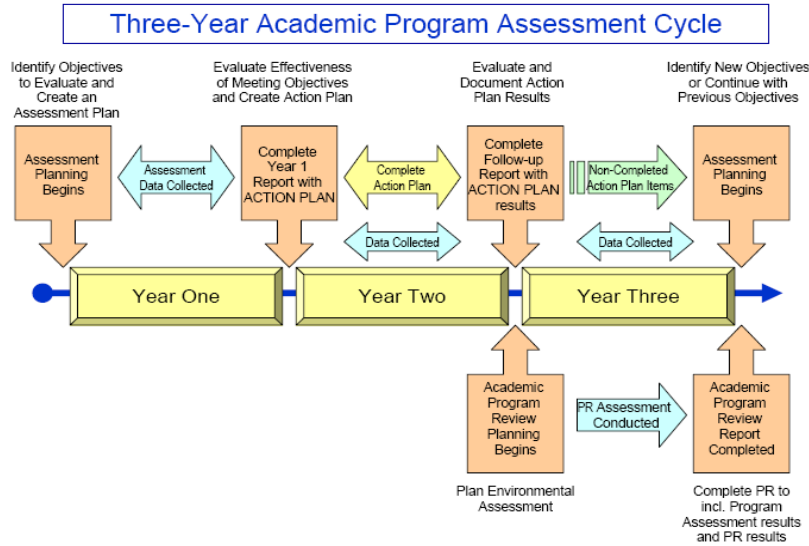 Three-Year Academic Program Assessment Cycle
Identify Objectives
to Evaluate and
Create an
Assessment Plan
Evaluate Effectiveness
of Meeting Objectives
and Create Action Plan
Evaluate and
Document Action
Plan Results
Identify New Objectives
or Continue with
Previous Objectives
Assessment
Planning
Begins
Assessment
Data Collected
Complete
Year 1
Report with
ACTION PLAN
Complete
Action Plan
Complete
Follow-up
Report with
ACTION PLAN
results
Non-Completed
Action Plan Items
Assessment
Planning
Begins
Data Collected
Data Collected
Year One
Year Two
Year Three
Academic
Program
Review
Planning
Begins
PR Assessment
Conducted
Academic
Program
Review
Report
Completed
Plan Environmental
Assessment
Complete PR to
incl. Program
Assessment results
and PR results